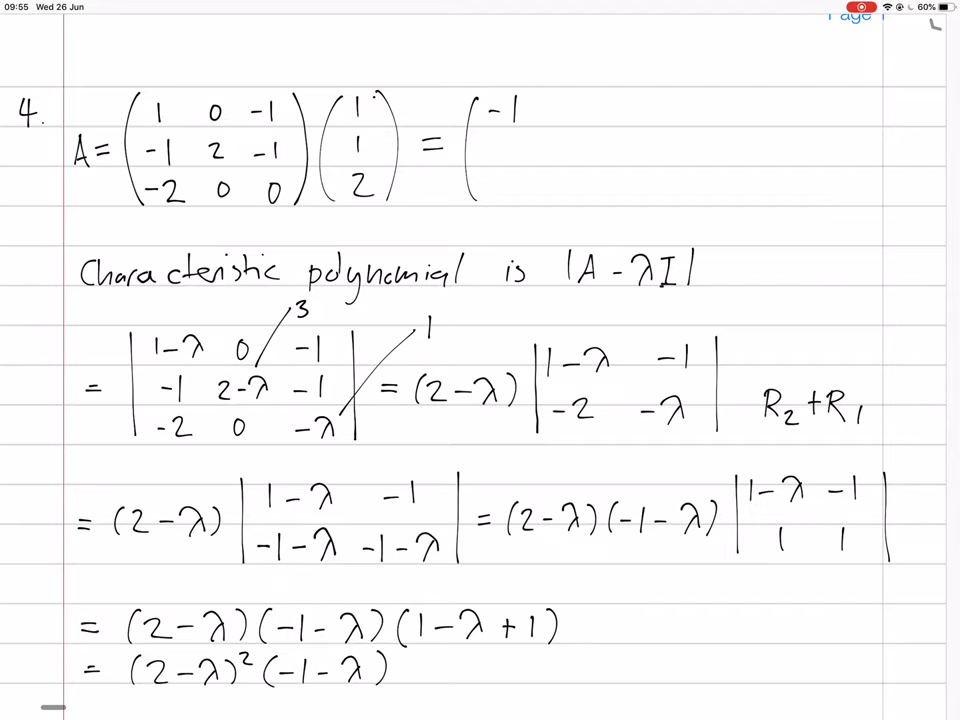 09:55 Wed 26 Jun 60%
Page 1
4. A = ( 1 0 -1 ) ( 1 ) = ( -1
( -1 2 -1 ) ( 1 )
( -2 0 0 ) ( 2 )
Characteristic polynomial is |A - λI|
3 1
= | 1-λ 0 -1 | = (2-λ) | 1-λ -1 |
| -1 2-λ -1 | | -2 -λ | R₂+R₁
| -2 0 -λ |
= (2-λ) | 1-λ -1 | = (2-λ)(-1-λ) | 1-λ -1 |
| -1-λ -1-λ | | 1 1 |
= (2-λ)(-1-λ)(1-λ+1)
= (2-λ)²(-1-λ)